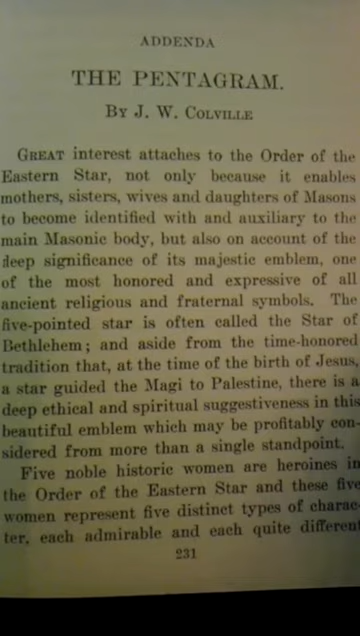 ADDENDA
THE PENTAGRAM.
By J. W. Colville
Great interest attaches to the Order of the
Eastern Star, not only because it enables
mothers, sisters, wives and daughters of Masons
to become identified with and auxiliary to the
main Masonic body, but also on account of the
deep significance of its majestic emblem, one
of the most honored and expressive of all
ancient religious and fraternal symbols. The
five-pointed star is often called the Star of
Bethlehem; and aside from the time-honored
tradition that, at the time of the birth of Jesus,
a star guided the Magi to Palestine, there is a
deep ethical and spiritual suggestiveness in this
beautiful emblem which may be profitably con-
sidered from more than a single standpoint.
Five noble historic women are heroines in
the Order of the Eastern Star and these five
women represent five distinct types of charac-
ter, each admirable and each quite different
231